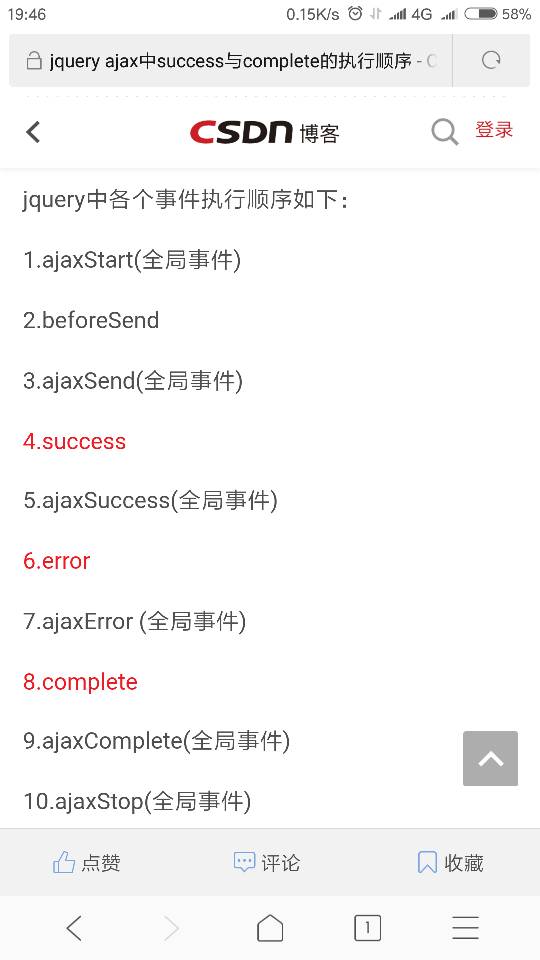 19:46 0.15K/s 4G 58%
jquery ajax中success与complete的执行顺序 - C
CSDN 博客 登录
jquery中各个事件执行顺序如下：
1.ajaxStart(全局事件)
2.beforeSend
3.ajaxSend(全局事件)
4.success
5.ajaxSuccess(全局事件)
6.error
7.ajaxError (全局事件)
8.complete
9.ajaxComplete(全局事件)
10.ajaxStop(全局事件)
点赞 评论 收藏
1